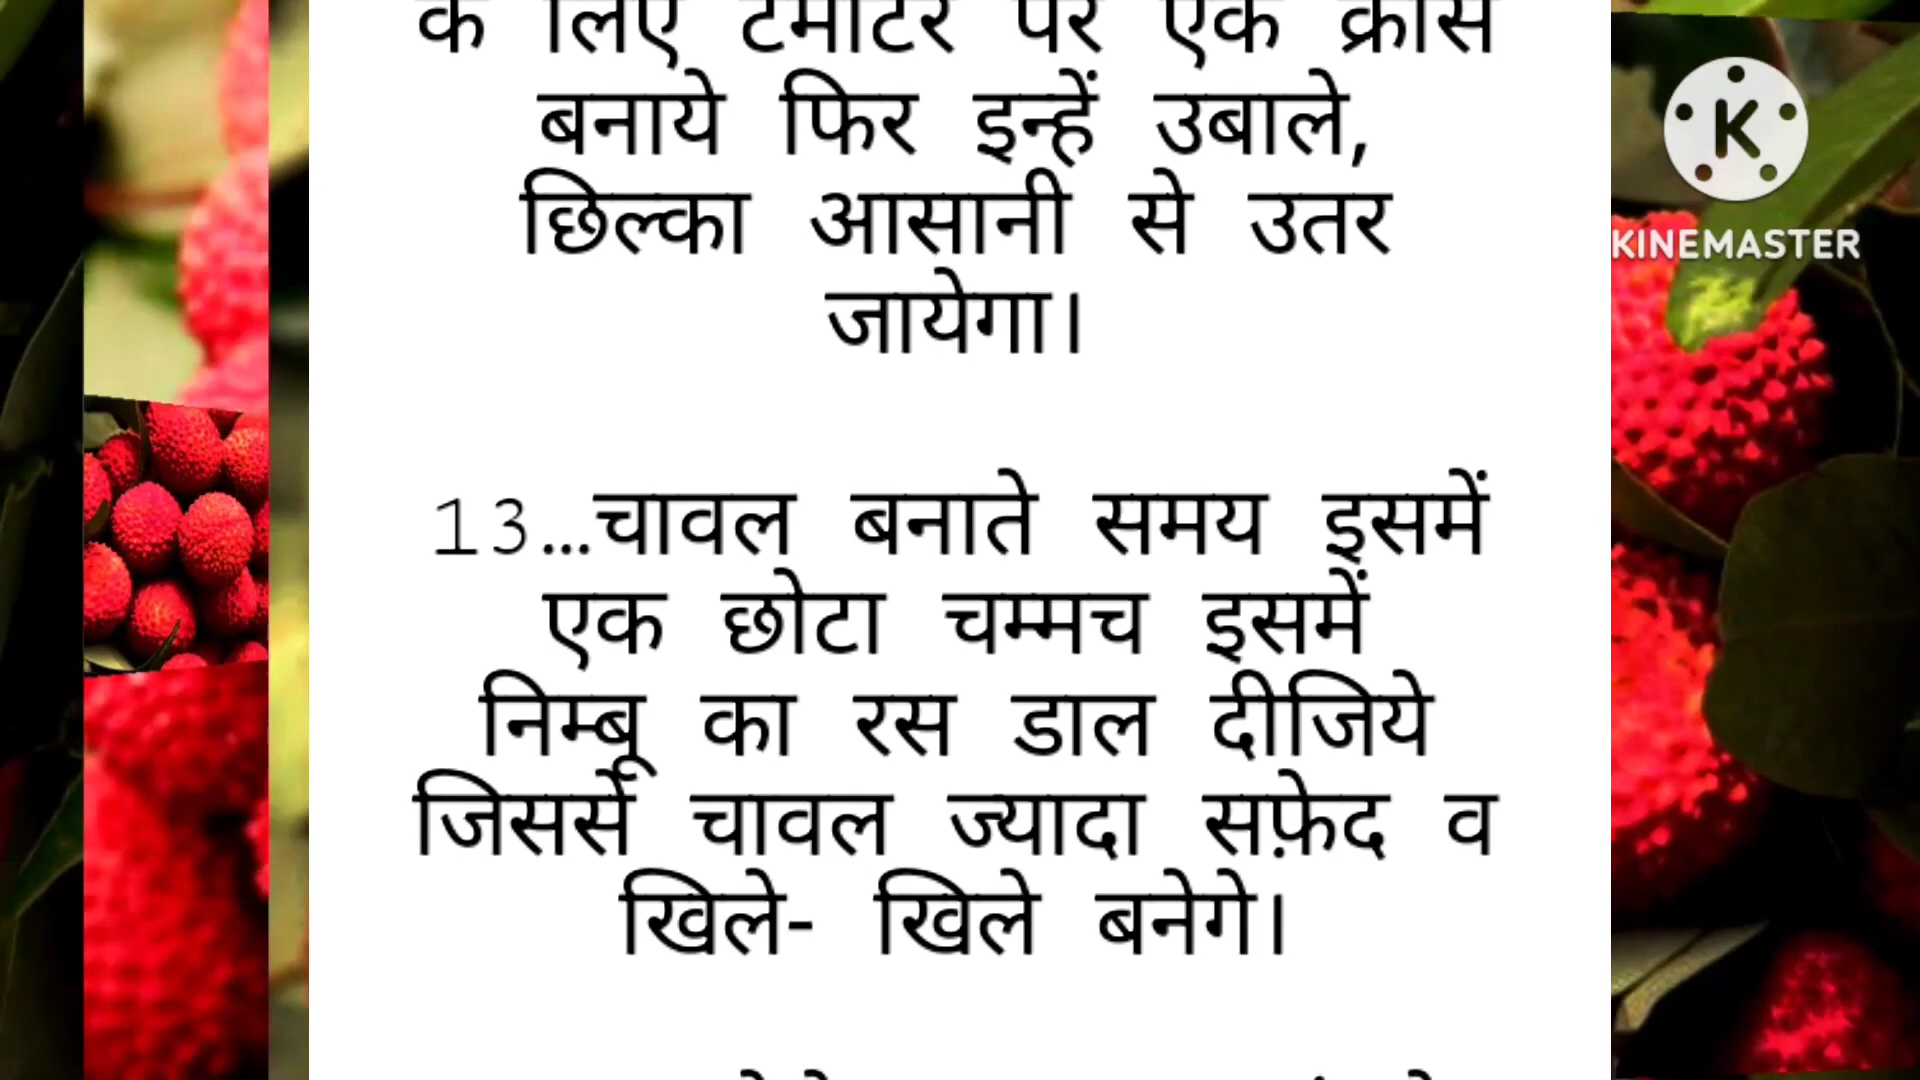 के लिए टमाटर पर एक क्रास
बनाये फिर इन्हें उबाले,
छिल्का आसानी से उतर
जायेगा।
13...चावल बनाते समय इसमें
एक छोटा चम्मच इसमें
निम्बू का रस डाल दीजिये
जिससे चावल ज्यादा सफ़ेद व
खिले- खिले बनेगे।
K
KINEMASTER